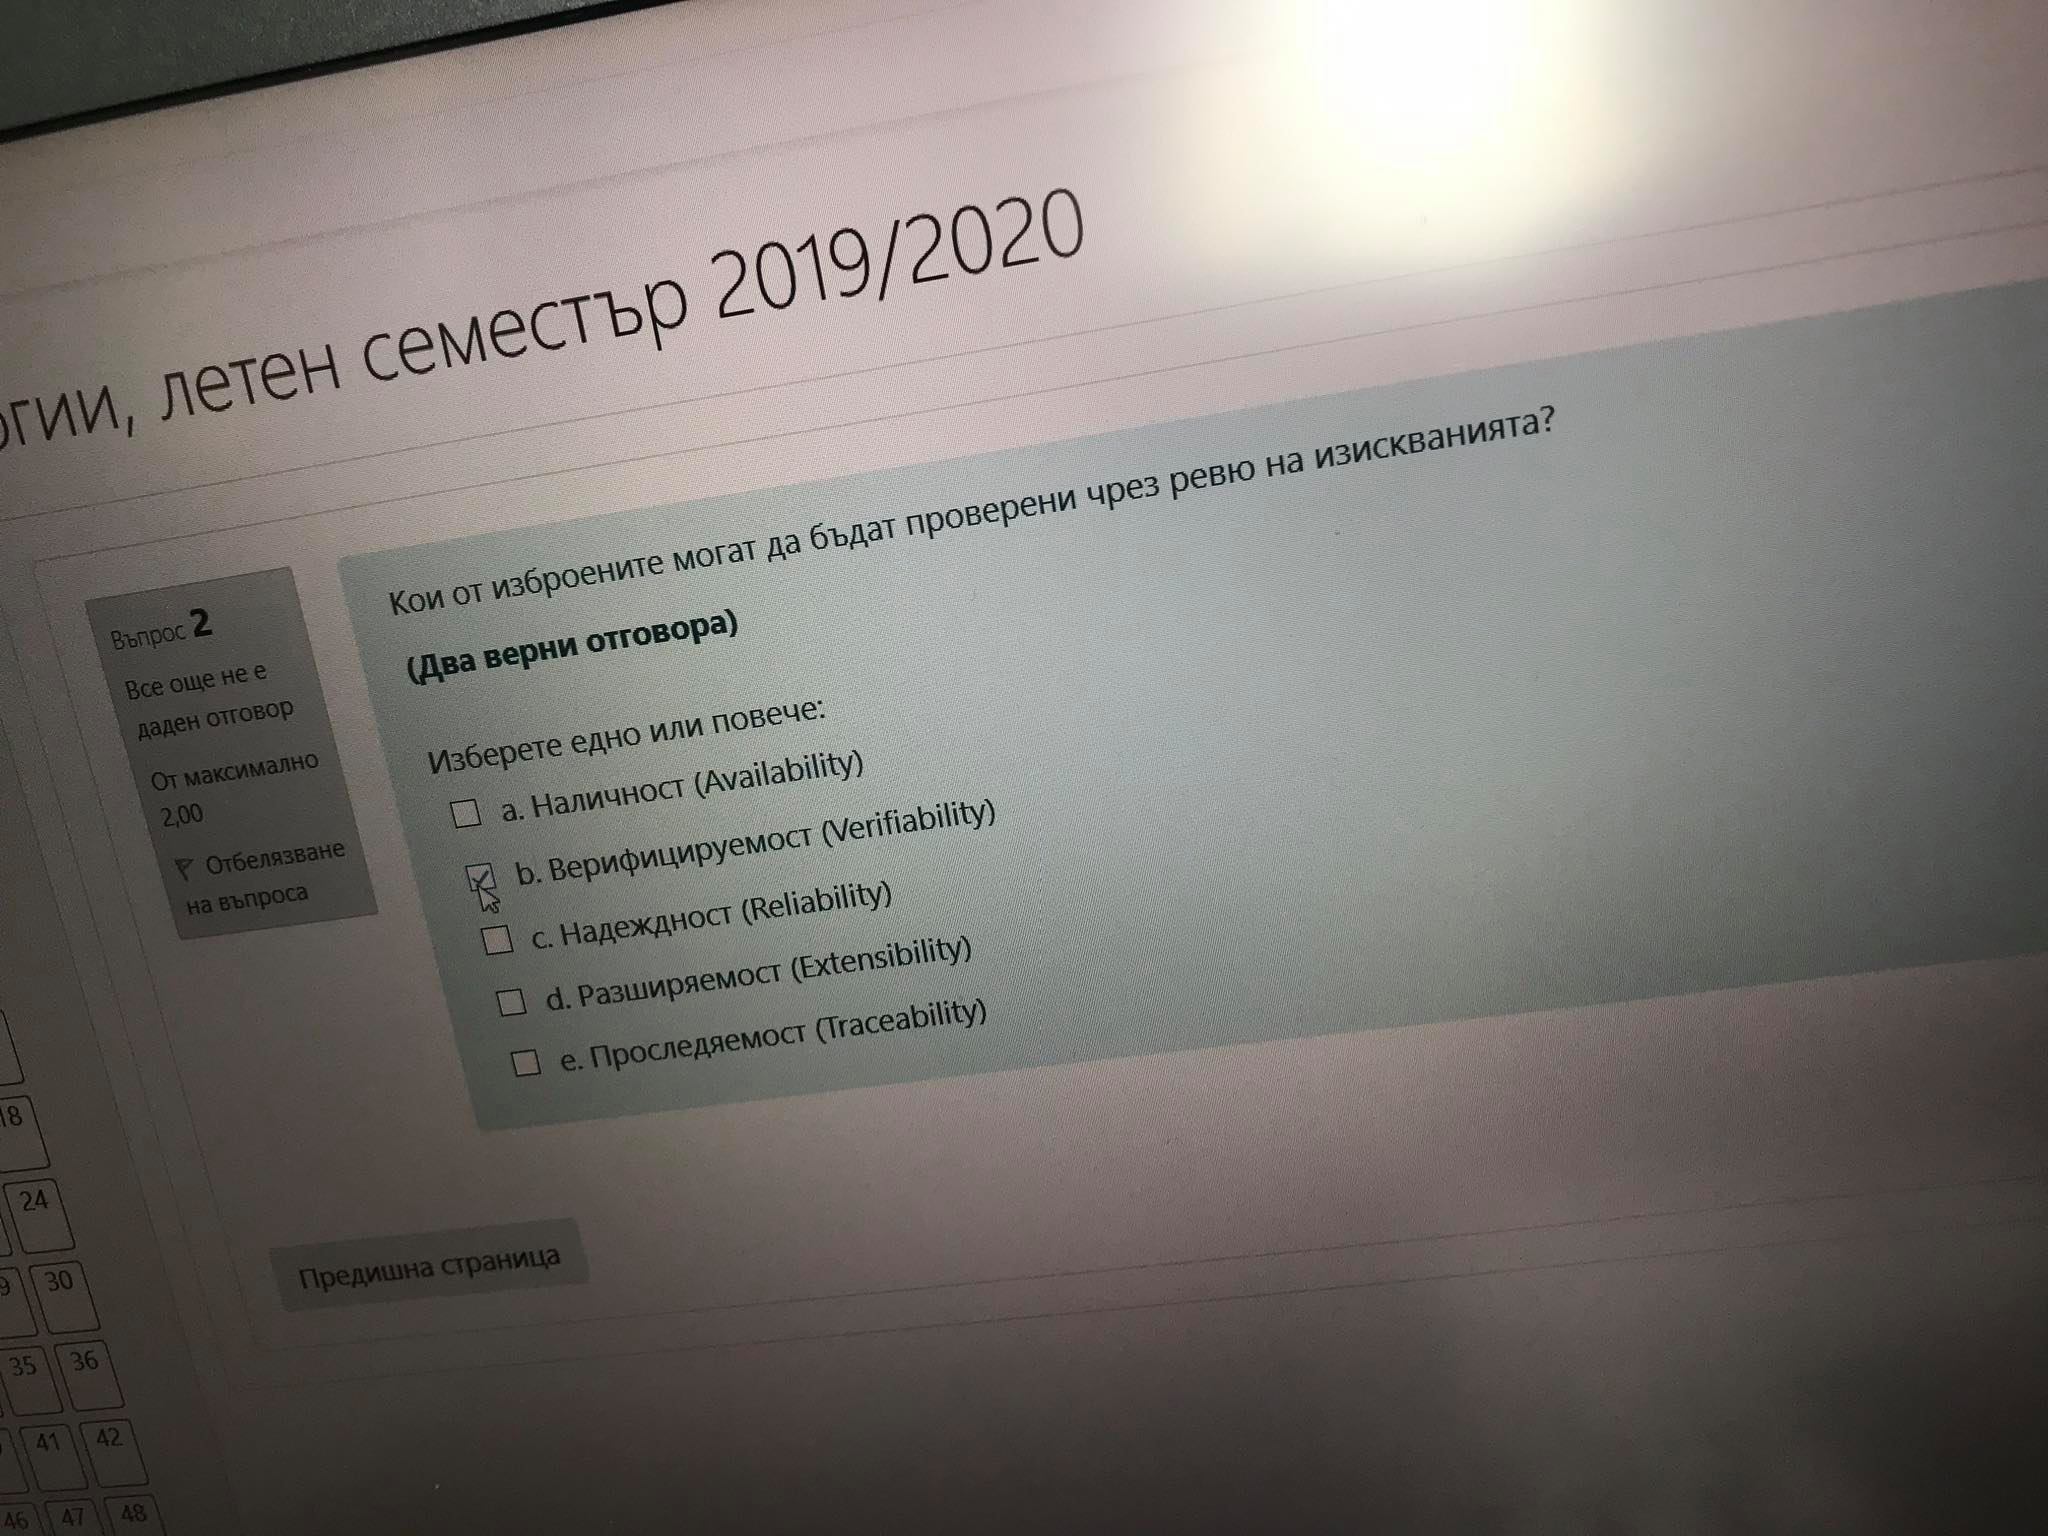 огии, летен семестър 2019/2020
Въпрос 2
Все още не е
даден отговор
От максимално
2,00
Отбелязване
на въпроса
Кои от изброените могат да бъдат проверени чрез ревю на изискванията?
(Два верни отговора)
Изберете едно или повече:
a. Наличност (Availability)
b. Верифицируемост (Verifiability)
c. Надеждност (Reliability)
d. Разширяемост (Extensibility)
e. Проследяемост (Traceability)
Предишна страница
18
24
9 30
35 36
41 42
46 47 48